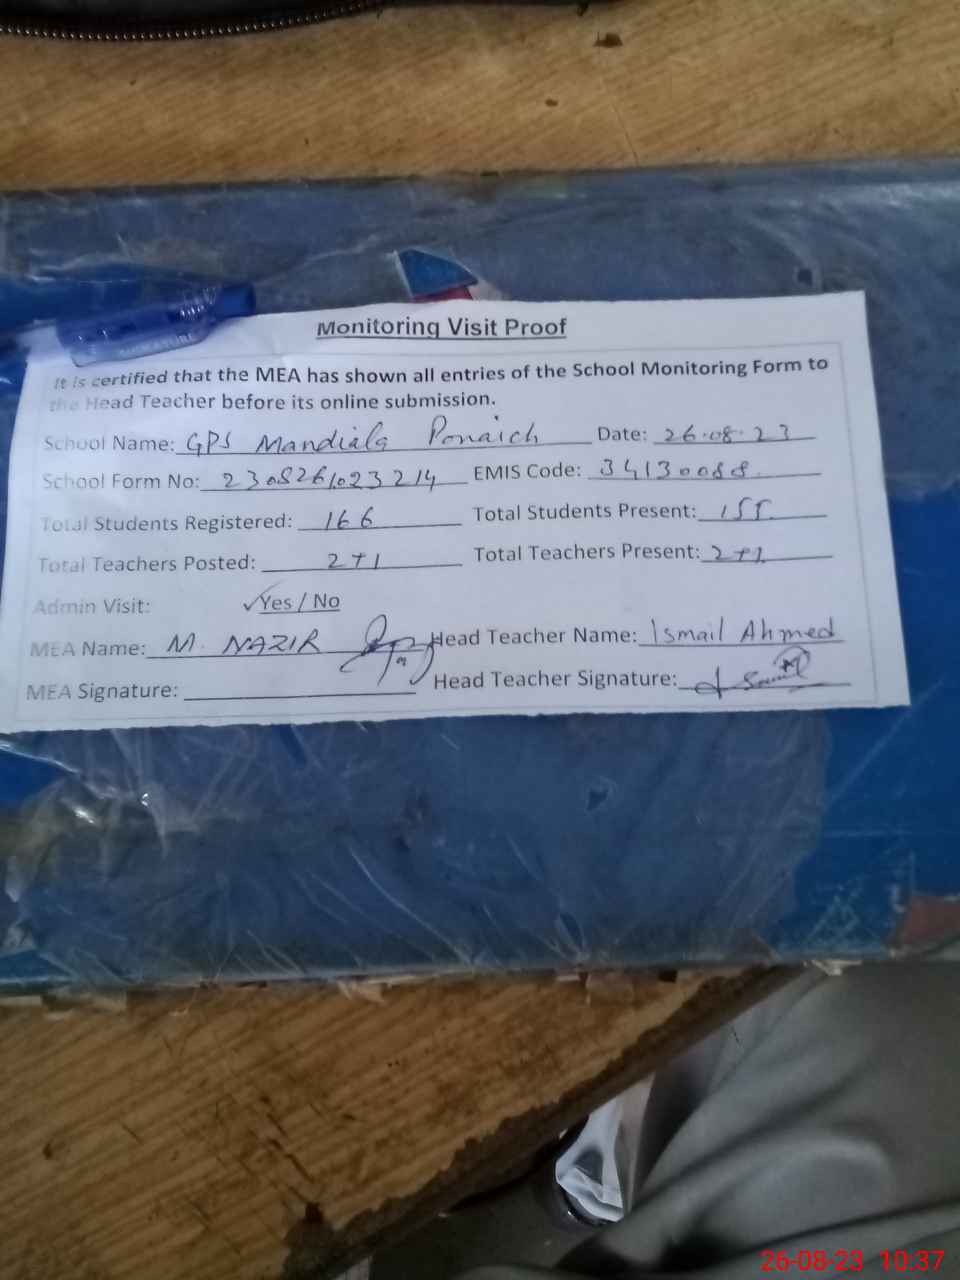 SIGNATURE
Monitoring Visit Proof
It is certified that the MEA has shown all entries of the School Monitoring Form to
the Head Teacher before its online submission.
School Name: GPS Mandiala Ponaich Date: 26-08-23
School Form No: 2308261023214 EMIS Code: 34130088
Total Students Registered: 166 Total Students Present: 155
Total Teachers Posted: 2+1 Total Teachers Present: 2+1
Admin Visit: ✓Yes / No
MEA Name: M. NAZIR Head Teacher Name: Ismail Ahmed
MEA Signature: Head Teacher Signature:
26-08-23 10:37